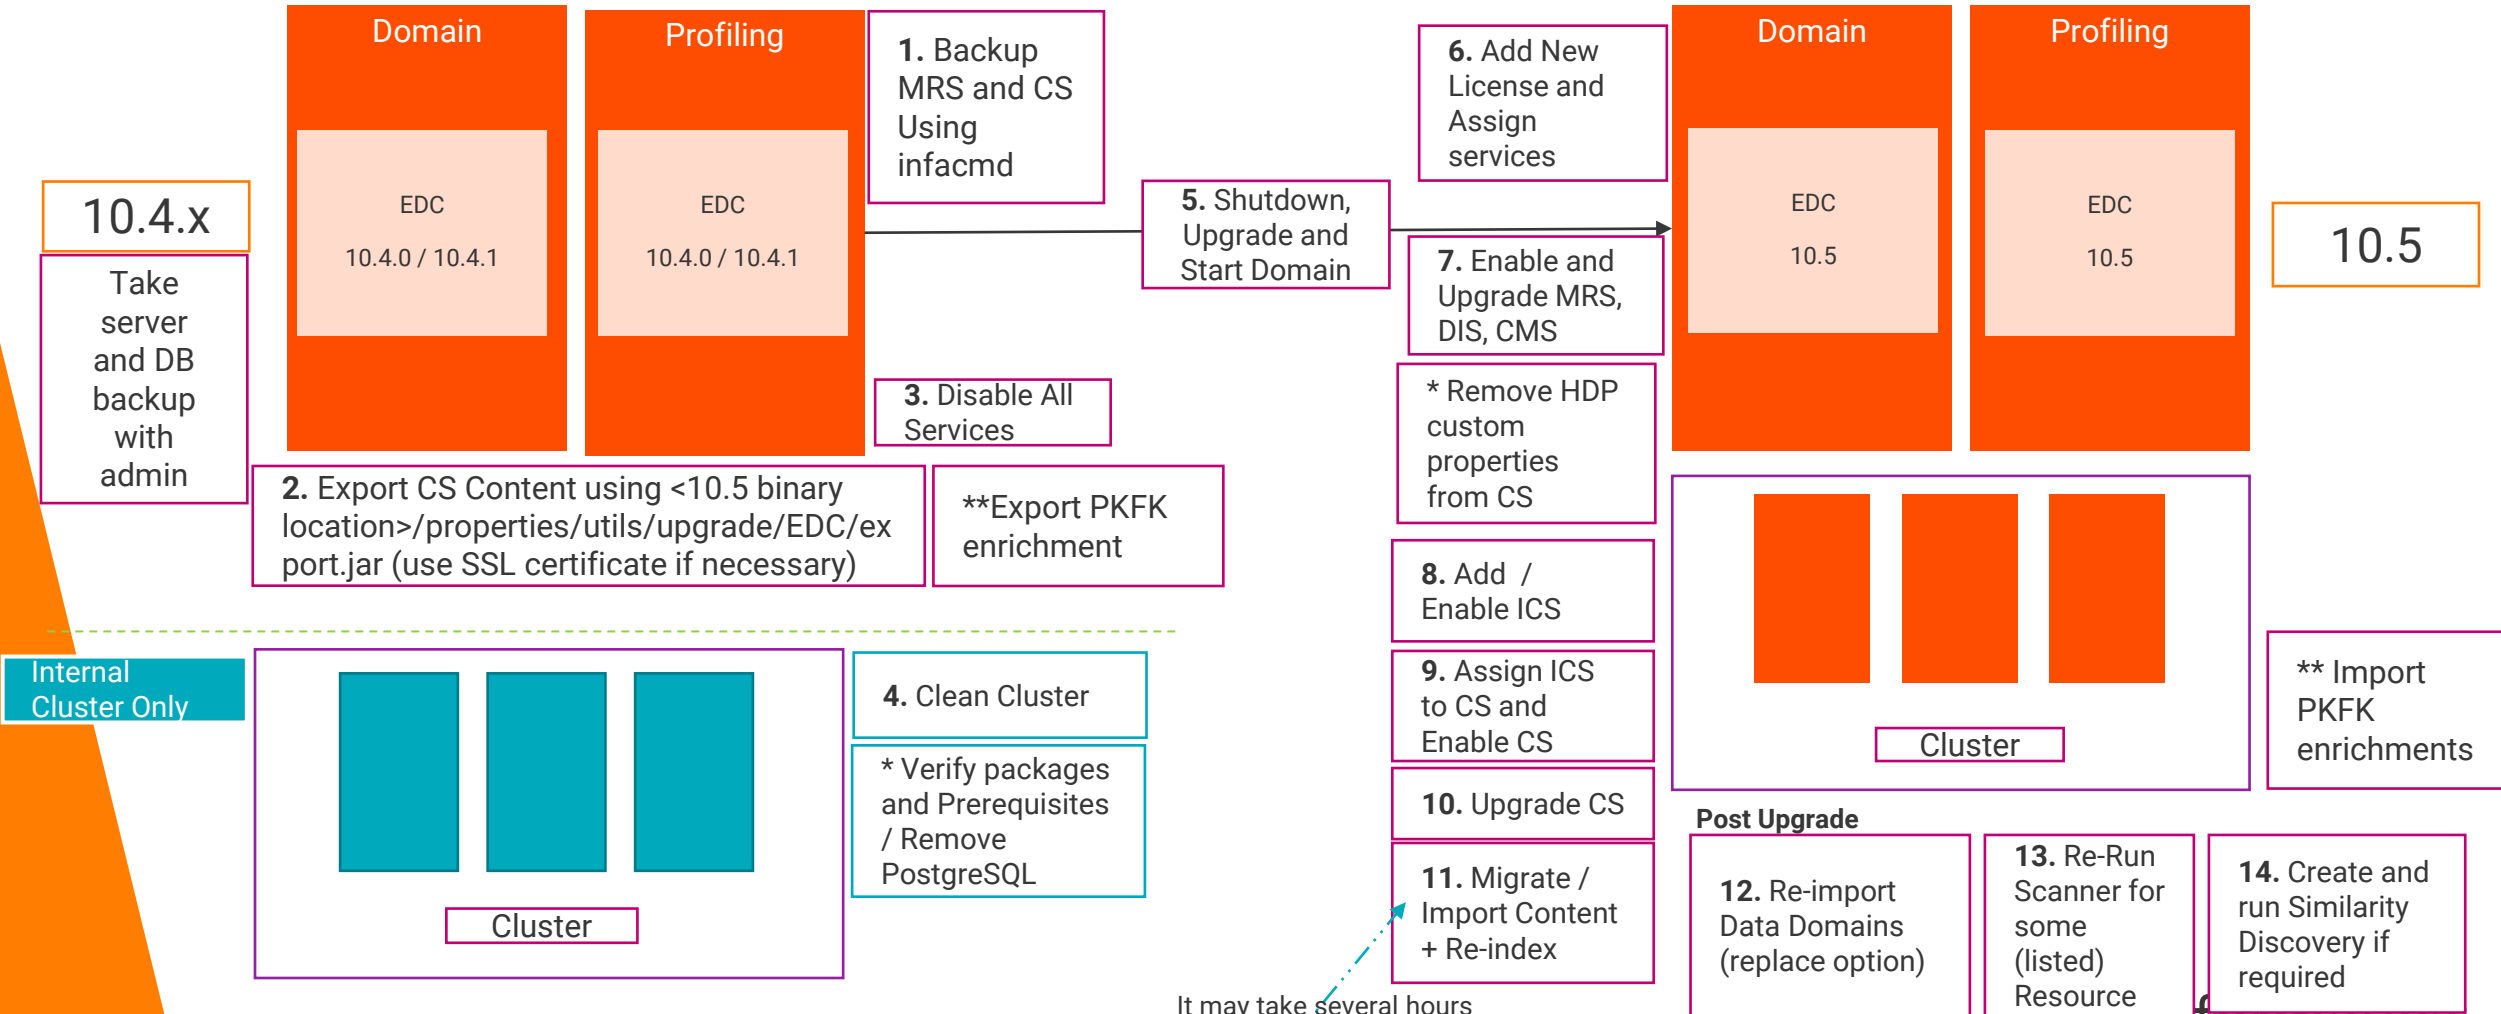 Domain
Profiling
EDC
10.4.0 / 10.4.1
EDC
10.4.0 / 10.4.1
10.4.x
Take
server
and DB
backup
with
admin
1. Backup
MRS and CS
Using
infacmd
3. Disable All
Services
2. Export CS Content using <10.5 binary
location>/properties/utils/upgrade/EDC/ex
port.jar (use SSL certificate if necessary)
**Export PKFK
enrichment
Internal
Cluster Only
Cluster
4. Clean Cluster
* Verify packages
and Prerequisites
/ Remove
PostgreSQL
5. Shutdown,
Upgrade and
Start Domain
6. Add New
License and
Assign
services
7. Enable and
Upgrade MRS,
DIS, CMS
* Remove HDP
custom
properties
from CS
8. Add /
Enable ICS
9. Assign ICS
to CS and
Enable CS
10. Upgrade CS
11. Migrate /
Import Content
+ Re-index
It may take several hours
Domain
Profiling
EDC
10.5
EDC
10.5
10.5
Cluster
** Import
PKFK
enrichments
Post Upgrade
12. Re-import
Data Domains
(replace option)
13. Re-Run
Scanner for
some
(listed)
Resource
14. Create and
run Similarity
Discovery if
required